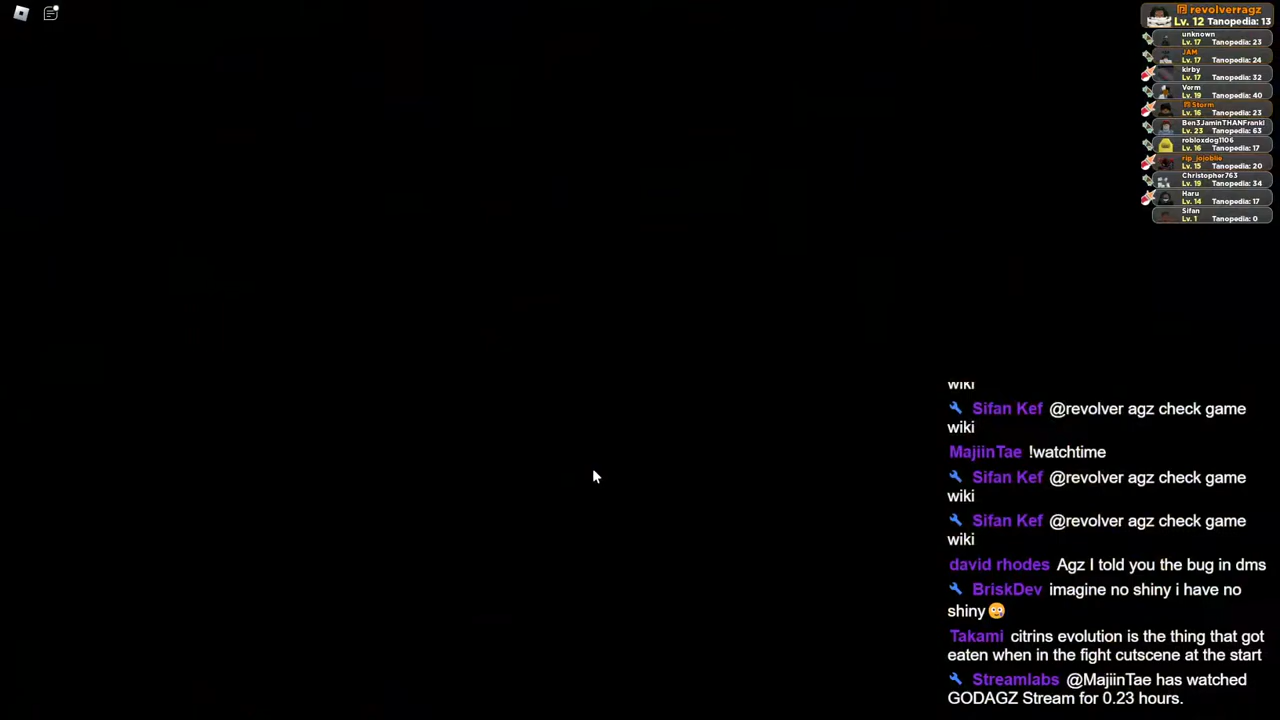 revolverragz
Lv. 12 Tanopedia: 13
unknown
Lv. 17 Tanopedia: 23
JAM
Lv. 17 Tanopedia: 24
kirby
Lv. 17 Tanopedia: 32
Verm
Lv. 19 Tanopedia: 40
Storm
Lv. 16 Tanopedia: 23
Ben3JaminTHANFranki
Lv. 23 Tanopedia: 63
robloxdog1106
Lv. 16 Tanopedia: 17
rip_jojoblie
Lv. 15 Tanopedia: 20
Christopher763
Lv. 19 Tanopedia: 34
Haru
Lv. 14 Tanopedia: 17
Sifan
Lv. 1 Tanopedia: 0
wiki
Sifan Kef @revolver agz check game
wiki
MajiinTae !watchtime
Sifan Kef @revolver agz check game
wiki
Sifan Kef @revolver agz check game
wiki
david rhodes Agz I told you the bug in dms
BriskDev imagine no shiny i have no
shiny😳
Takami citrins evolution is the thing that got
eaten when in the fight cutscene at the start
Streamlabs @MajiinTae has watched
GODAGZ Stream for 0.23 hours.